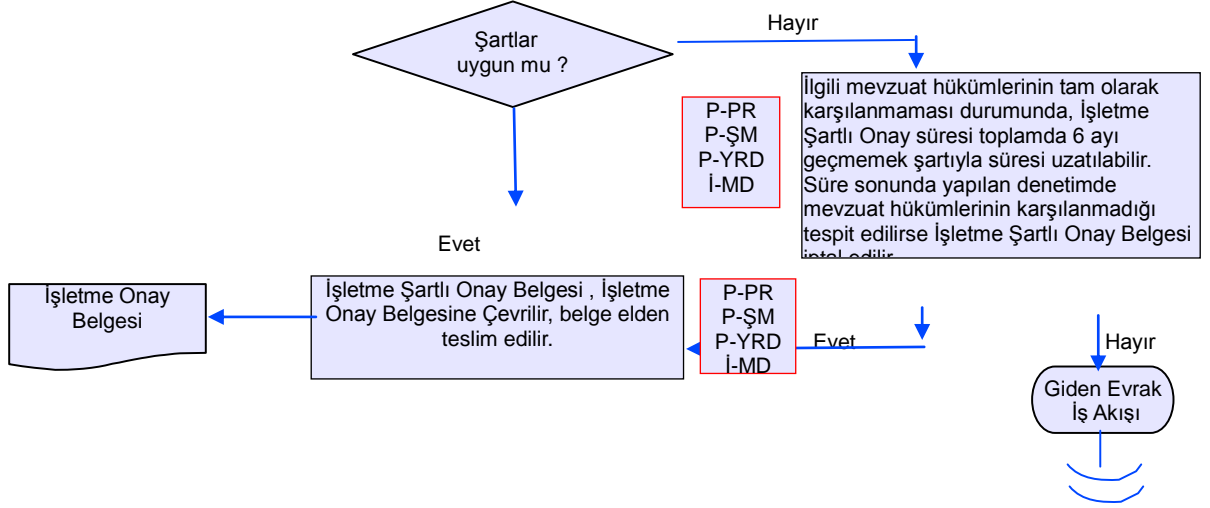 Hayır
Şartlar
uygun mu ?
P-PR
P-ŞM
P-YRD
İ-MD
İlgili mevzuat hükümlerinin tam olarak
karşılanmaması durumunda, İşletme
Şartlı Onay süresi toplamda 6 ayı
geçmemek şartıyla süresi uzatılabilir.
Süre sonunda yapılan denetimde
mevzuat hükümlerinin karşılanmadığı
tespit edilirse İşletme Şartlı Onay Belgesi
iptal edilir.
Evet
İşletme Onay
Belgesi
İşletme Şartlı Onay Belgesi , İşletme
Onay Belgesine Çevrilir, belge elden
teslim edilir.
P-PR
P-ŞM
P-YRD
İ-MD
Evet
Hayır
Giden Evrak
İş Akışı